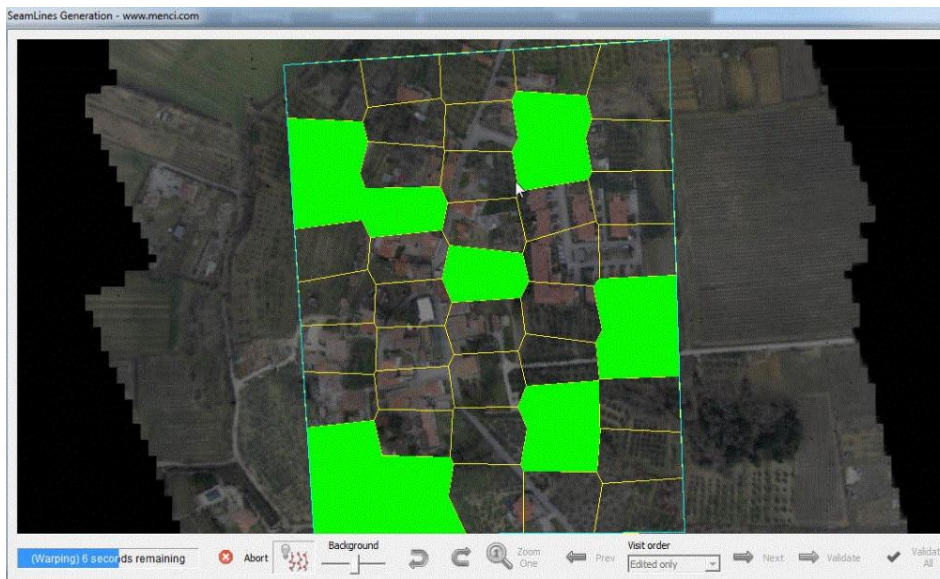 SeamLines Generation - www.menci.com
(Warping) 6 seconds remaining
Abort
Background
Zoom
One
Prev
Visit order
Edited only
Next
Validate
Validat
All